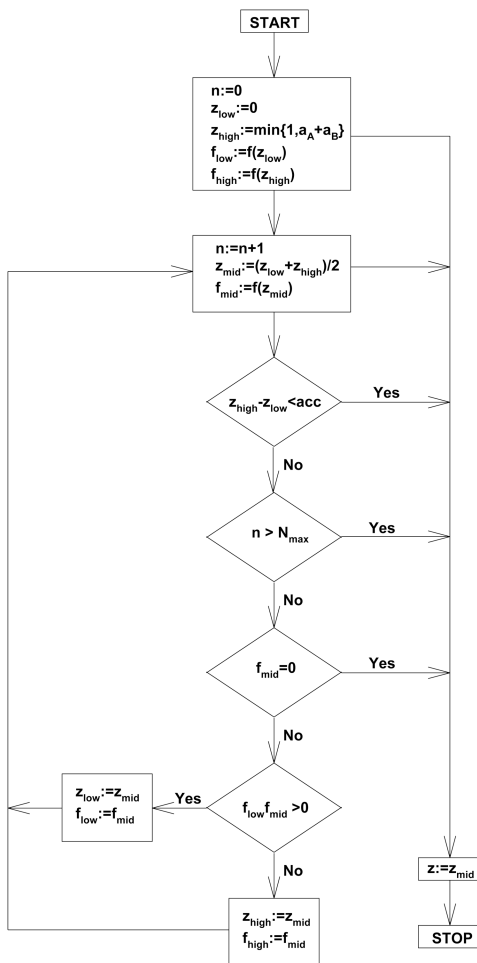 START
n:=0
z_low:=0
z_high:=min{1,a_A+a_B}
f_low:=f(z_low)
f_high:=f(z_high)
n:=n+1
z_mid:=(z_low+z_high)/2
f_mid:=f(z_mid)
z_high-z_low<acc
Yes
No
n > N_max
Yes
No
f_mid=0
Yes
No
z_low:=z_mid
f_low:=f_mid
Yes
f_low f_mid >0
No
z_high:=z_mid
f_high:=f_mid
z:=z_mid
STOP